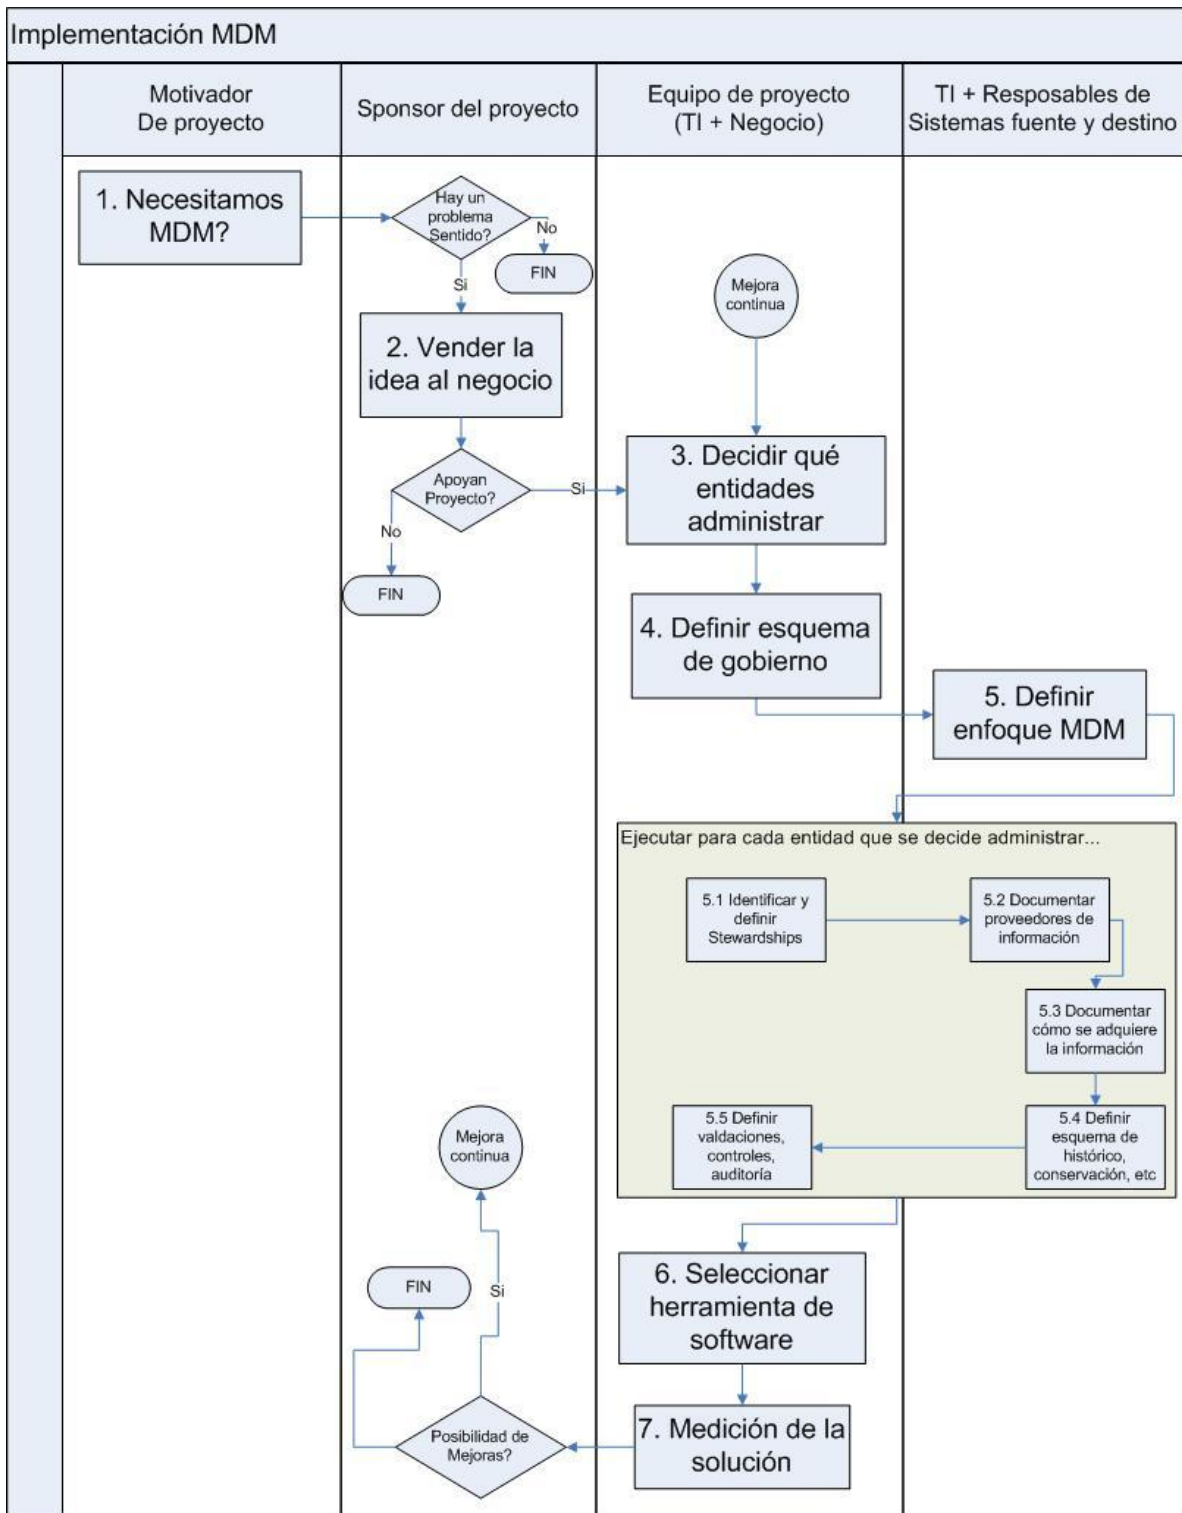 Implementación MDM
Motivador
De proyecto
Sponsor del proyecto
Equipo de proyecto
(TI + Negocio)
TI + Resposables de
Sistemas fuente y destino
1. Necesitamos
MDM?
Hay un
problema
Sentido?
No
FIN
Si
2. Vender la
idea al negocio
Mejora
continua
Apoyan
Proyecto?
Si
No
FIN
3. Decidir qué
entidades
administrar
4. Definir esquema
de gobierno
5. Definir
enfoque MDM
Ejecutar para cada entidad que se decide administrar...
5.1 Identificar y
definir
Stewardships
5.2 Documentar
proveedores de
información
5.3 Documentar
cómo se adquiere
la información
5.4 Definir
esquema de
histórico,
conservación, etc
5.5 Definir
valdaciones,
controles,
auditoría
Mejora
continua
6. Seleccionar
herramienta de
software
FIN
Si
7. Medición de la
solución
Posibilidad de
Mejoras?